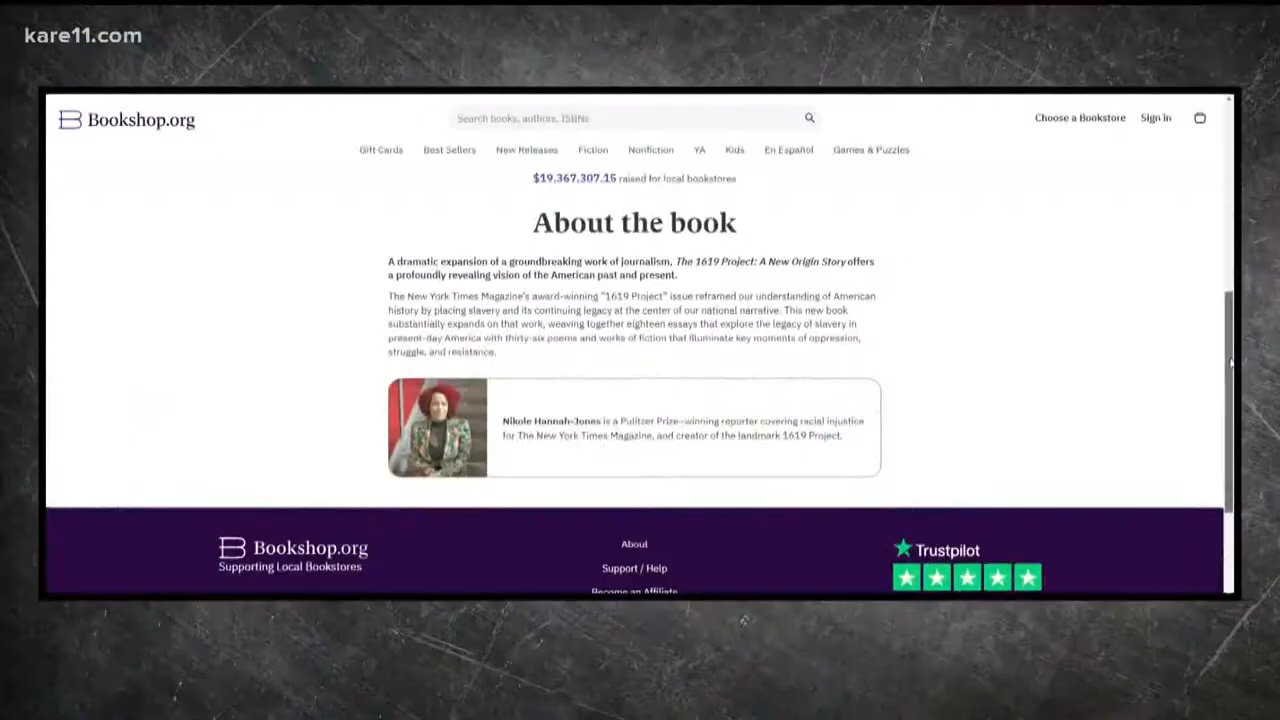 kare11.com
Bookshop.org
Search books, authors, ISBNs
Choose a Bookstore Sign in
Gift Cards Best Sellers New Releases Fiction Nonfiction YA Kids En Español Games & Puzzles
$19,367,307.15 raised for local bookstores
About the book
A dramatic expansion of a groundbreaking work of journalism, The 1619 Project: A New Origin Story offers
a profoundly revealing vision of the American past and present.
The New York Times Magazine's award-winning "1619 Project" issue reframed our understanding of American
history by placing slavery and its continuing legacy at the center of our national narrative. This new book
substantially expands on that work, weaving together eighteen essays that explore the legacy of slavery in
present-day America with thirty-six poems and works of fiction that illuminate key moments of oppression,
struggle, and resistance.
Nikole Hannah-Jones is a Pulitzer Prize-winning reporter covering racial injustice
for The New York Times Magazine, and creator of the landmark 1619 Project.
Bookshop.org
Supporting Local Bookstores
About
Support / Help
Become an Affiliate
Trustpilot